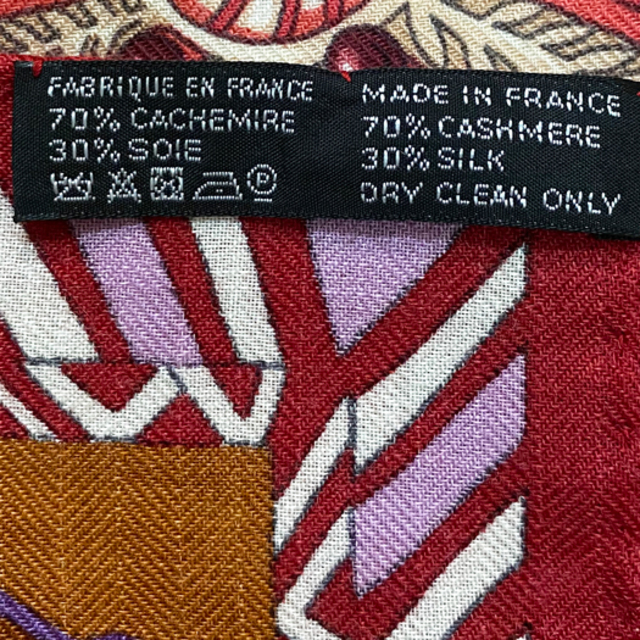 FABRIQUE EN FRANCE
70% CACHEMIRE
30% SOIE
MADE IN FRANCE
70% CASHMERE
30% SILK
DRY CLEAN ONLY